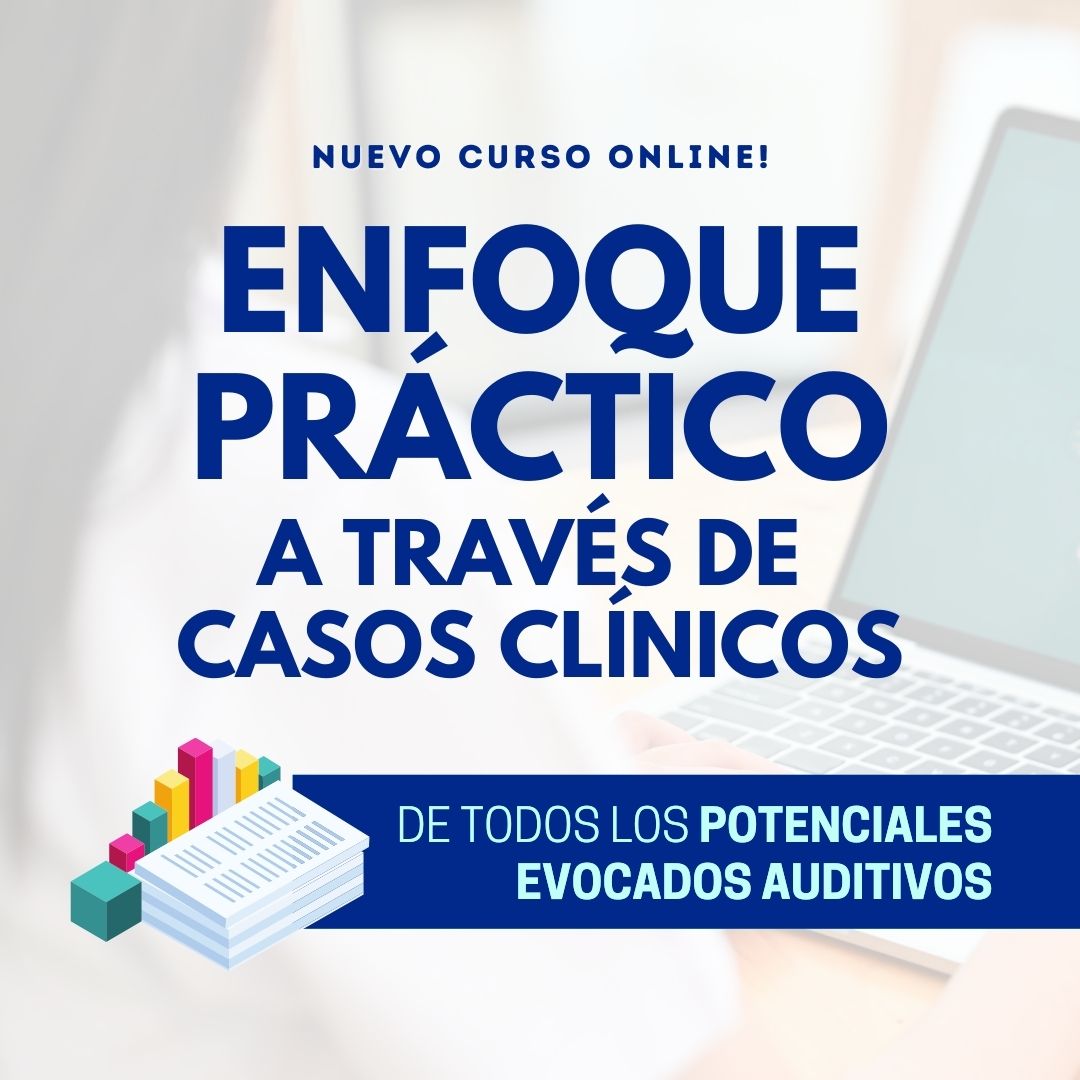 NUEVO CURSO ONLINE!
ENFOQUE
PRÁCTICO
A TRAVÉS DE
CASOS CLÍNICOS
DE TODOS LOS POTENCIALES
EVOCADOS AUDITIVOS